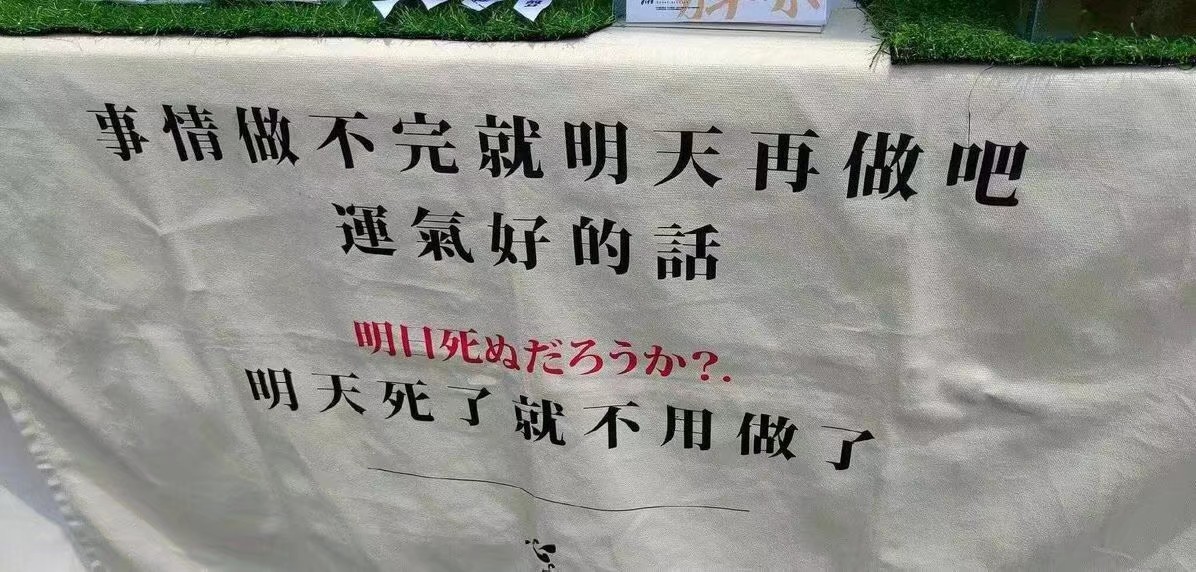 事情做不完就明天再做吧
運氣好的話
明日死ぬだろうか?.
明天死了就不用做了